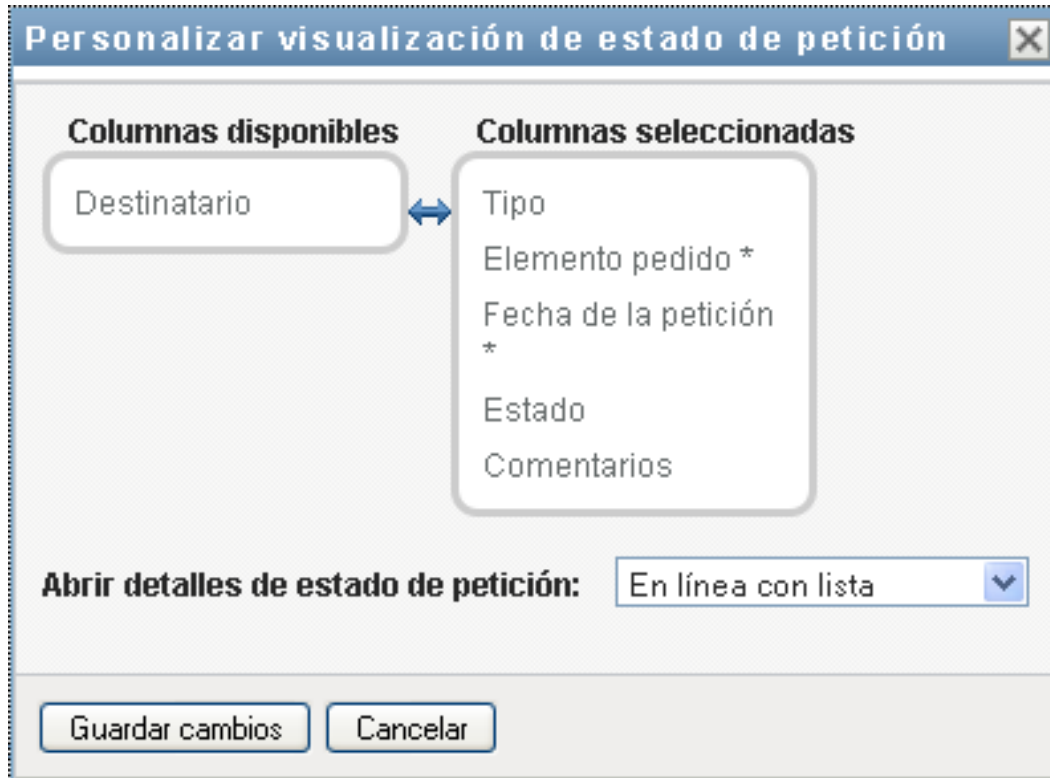 Personalizar visualización de estado de petición
Columnas disponibles
Columnas seleccionadas
Destinatario
Tipo
Elemento pedido *
Fecha de la petición
*
Estado
Comentarios
Abrir detalles de estado de petición:
En línea con lista
Guardar cambios
Cancelar